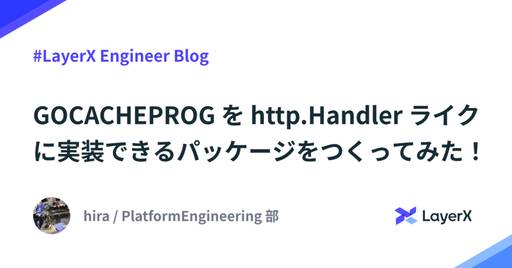 #LayerX Engineer Blog
GOCACHEPROG を http.Handler ライク
に実装できるパッケージをつくってみた！
hira / PlatformEngineering 部
LayerX